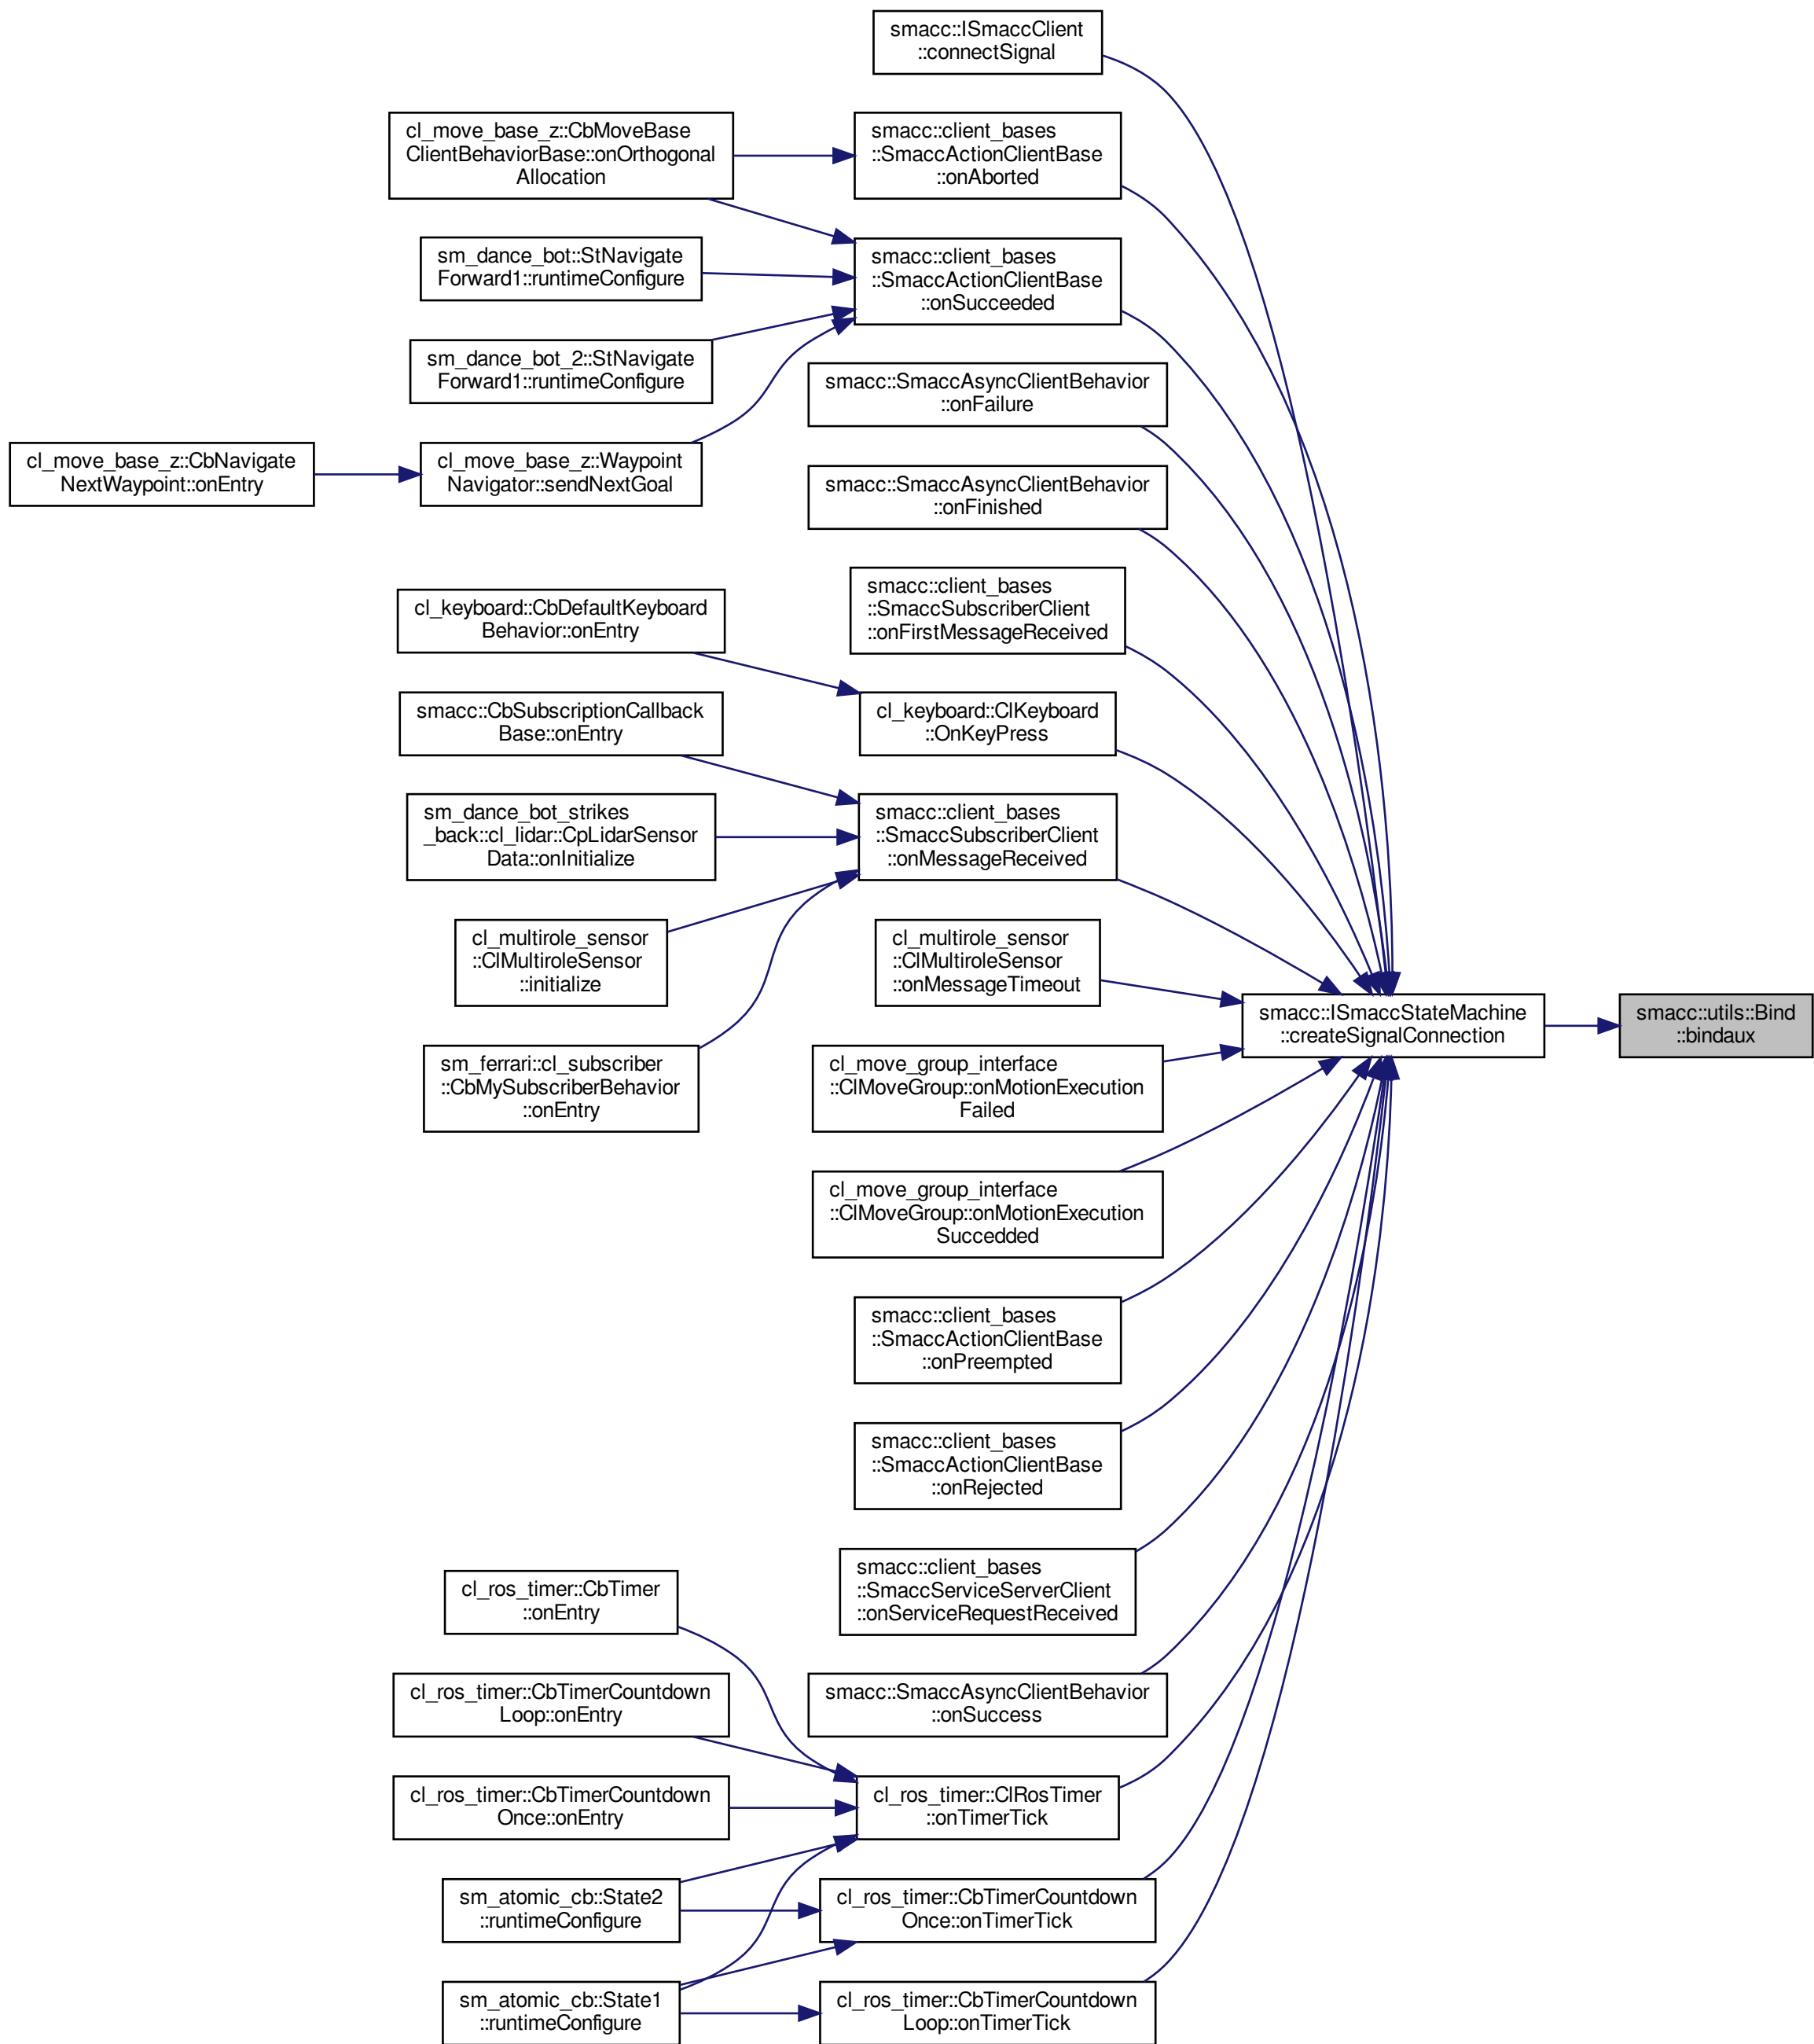 smacc::ISmaccClient
::connectSignal
cl_move_base_z::CbMoveBase
ClientBehaviorBase::onOrthogonal
Allocation
smacc::client_bases
::SmaccActionClientBase
::onAborted
sm_dance_bot::StNavigate
Forward1::runtimeConfigure
smacc::client_bases
::SmaccActionClientBase
::onSucceeded
sm_dance_bot_2::StNavigate
Forward1::runtimeConfigure
smacc::SmaccAsyncClientBehavior
::onFailure
cl_move_base_z::CbNavigate
NextWaypoint::onEntry
cl_move_base_z::Waypoint
Navigator::sendNextGoal
smacc::SmaccAsyncClientBehavior
::onFinished
smacc::client_bases
::SmaccSubscriberClient
::onFirstMessageReceived
cl_keyboard::CbDefaultKeyboard
Behavior::onEntry
smacc::CbSubscriptionCallback
Base::onEntry
cl_keyboard::ClKeyboard
::OnKeyPress
sm_dance_bot_strikes
_back::cl_lidar::CpLidarSensor
Data::onInitialize
smacc::client_bases
::SmaccSubscriberClient
::onMessageReceived
cl_multirole_sensor
::ClMultiroleSensor
::initialize
cl_multirole_sensor
::ClMultiroleSensor
::onMessageTimeout
smacc::ISmaccStateMachine
::createSignalConnection
smacc::utils::Bind
::bindaux
sm_ferrari::cl_subscriber
::CbMySubscriberBehavior
::onEntry
cl_move_group_interface
::ClMoveGroup::onMotionExecution
Failed
cl_move_group_interface
::ClMoveGroup::onMotionExecution
Succedded
smacc::client_bases
::SmaccActionClientBase
::onPreempted
smacc::client_bases
::SmaccActionClientBase
::onRejected
smacc::client_bases
::SmaccServiceServerClient
::onServiceRequestReceived
cl_ros_timer::CbTimer
::onEntry
cl_ros_timer::CbTimerCountdown
Loop::onEntry
smacc::SmaccAsyncClientBehavior
::onSuccess
cl_ros_timer::CbTimerCountdown
Once::onEntry
cl_ros_timer::ClRosTimer
::onTimerTick
sm_atomic_cb::State2
::runtimeConfigure
cl_ros_timer::CbTimerCountdown
Once::onTimerTick
sm_atomic_cb::State1
::runtimeConfigure
cl_ros_timer::CbTimerCountdown
Loop::onTimerTick